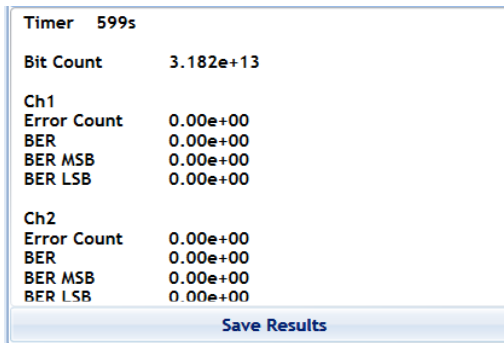 Timer 599s
Bit Count 3.182e+13
Ch1
Error Count 0.00e+00
BER 0.00e+00
BER MSB 0.00e+00
BER LSB 0.00e+00
Ch2
Error Count 0.00e+00
BER 0.00e+00
BER MSB 0.00e+00
BER LSB 0.00e+00
Save Results